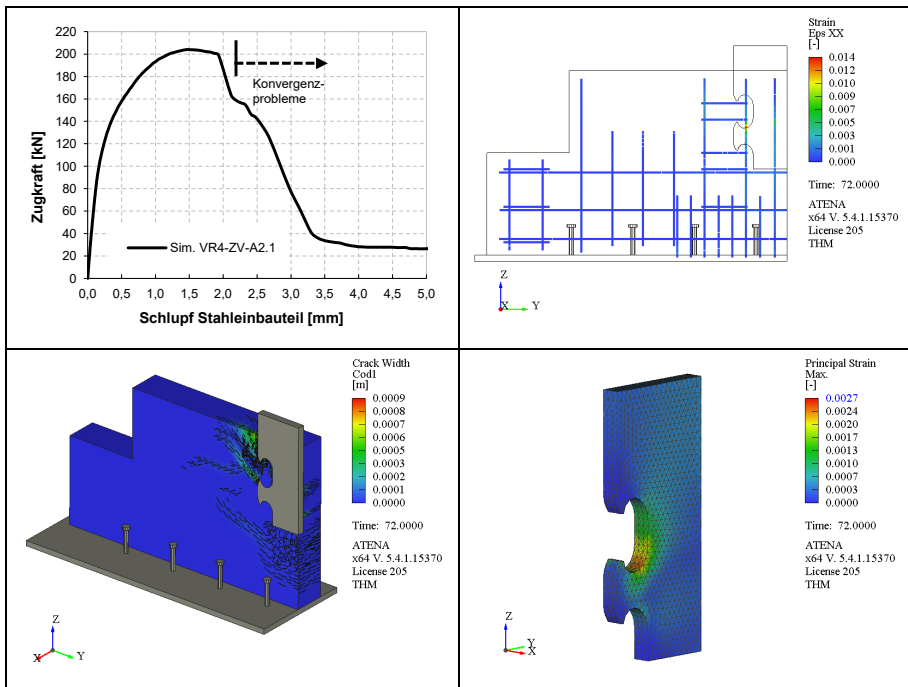 220
200
180
160
140
120
100
80
60
40
20
0
Zugkraft [kN]
Konvergenz-
probleme
Sim. VR4-ZV-A2.1
0,0 0,5 1,0 1,5 2,0 2,5 3,0 3,5 4,0 4,5 5,0
Schlupf Stahleinbauteil [mm]
Strain
Eps XX
[-]
0.014
0.012
0.010
0.009
0.007
0.006
0.004
0.003
0.001
0.000
Time: 72.0000
ATENA
x64 V. 5.4.1.15370
License 205
THM
Z
X Y
Crack Width
Cod1
[m]
0.0009
0.0008
0.0007
0.0006
0.0005
0.0004
0.0003
0.0002
0.0001
0.0000
Time: 72.0000
ATENA
x64 V. 5.4.1.15370
License 205
THM
Z
X Y
Principal Strain
Max.
[-]
0.0027
0.0024
0.0020
0.0017
0.0013
0.0010
0.0007
0.0003
0.0000
Time: 72.0000
ATENA
x64 V. 5.4.1.15370
License 205
THM
Z
Y
X